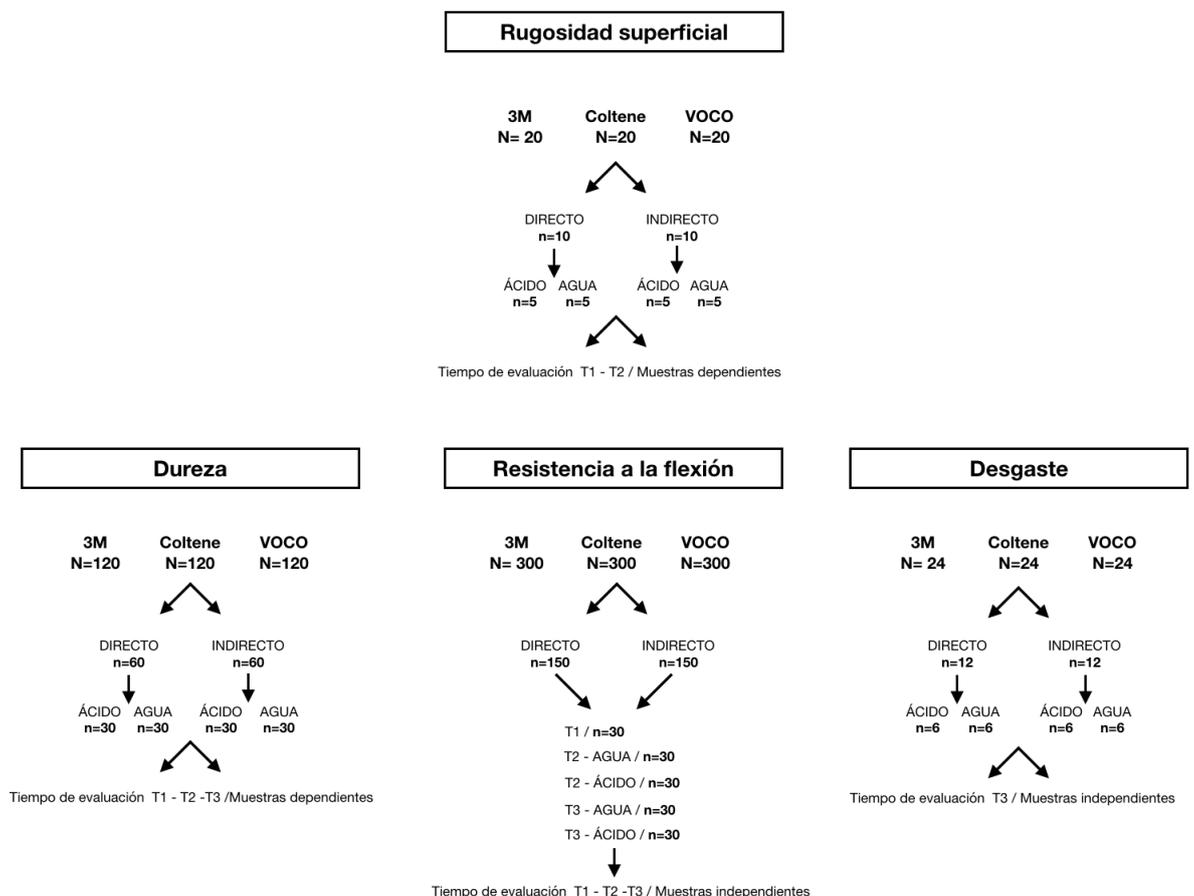 Rugosidad superficial
3M Coltene VOCO
N= 20 N=20 N=20
DIRECTO INDIRECTO
n=10 n=10
ÁCIDO AGUA ÁCIDO AGUA
n=5 n=5 n=5 n=5
Tiempo de evaluación T1 - T2 / Muestras dependientes
Dureza
3M Coltene VOCO
N=120 N=120 N=120
DIRECTO INDIRECTO
n=60 n=60
ÁCIDO AGUA ÁCIDO AGUA
n=30 n=30 n=30 n=30
Tiempo de evaluación T1 - T2 -T3 /Muestras dependientes
Resistencia a la flexión
3M Coltene VOCO
N= 300 N=300 N=300
DIRECTO INDIRECTO
n=150 n=150
T1 / n=30
T2 - AGUA / n=30
T2 - ÁCIDO / n=30
T3 - AGUA / n=30
T3 - ÁCIDO / n=30
Tiempo de evaluación T1 - T2 -T3 / Muestras independientes
Desgaste
3M Coltene VOCO
N= 24 N=24 N=24
DIRECTO INDIRECTO
n=12 n=12
ÁCIDO AGUA ÁCIDO AGUA
n=6 n=6 n=6 n=6
Tiempo de evaluación T3 / Muestras independientes